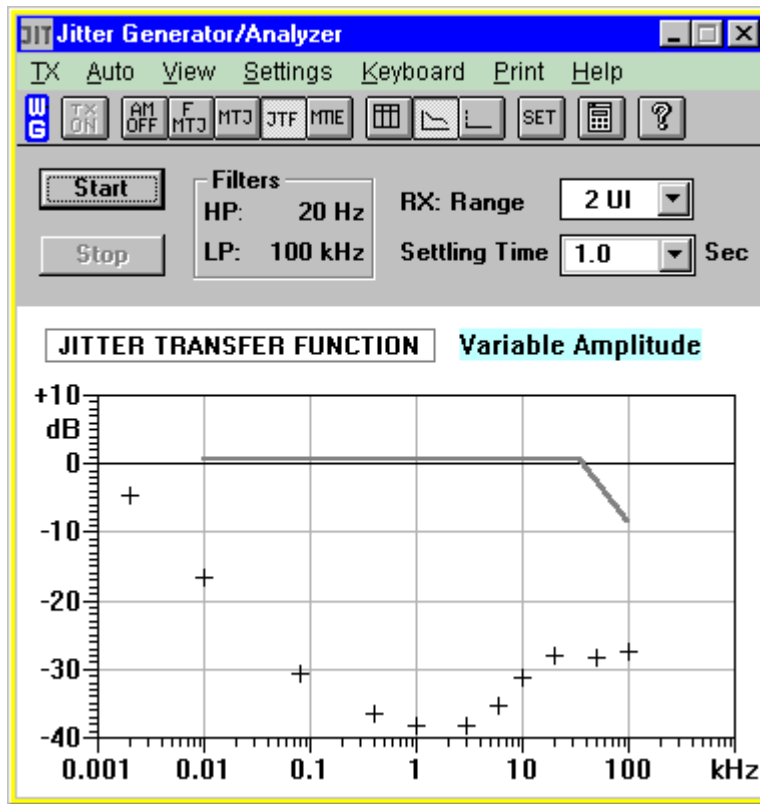 JIT Jitter Generator/Analyzer
TX Auto View Settings Keyboard Print Help
WG TX ON AM OFF F MTJ MTJ JTF MTIE SET ?
Start
Filters
HP: 20 Hz
LP: 100 kHz
RX: Range 2 UI
Stop
Settling Time 1.0 Sec
JITTER TRANSFER FUNCTION Variable Amplitude
+10
dB
0
-10
-20
-30
-40
0.001 0.01 0.1 1 10 100 kHz